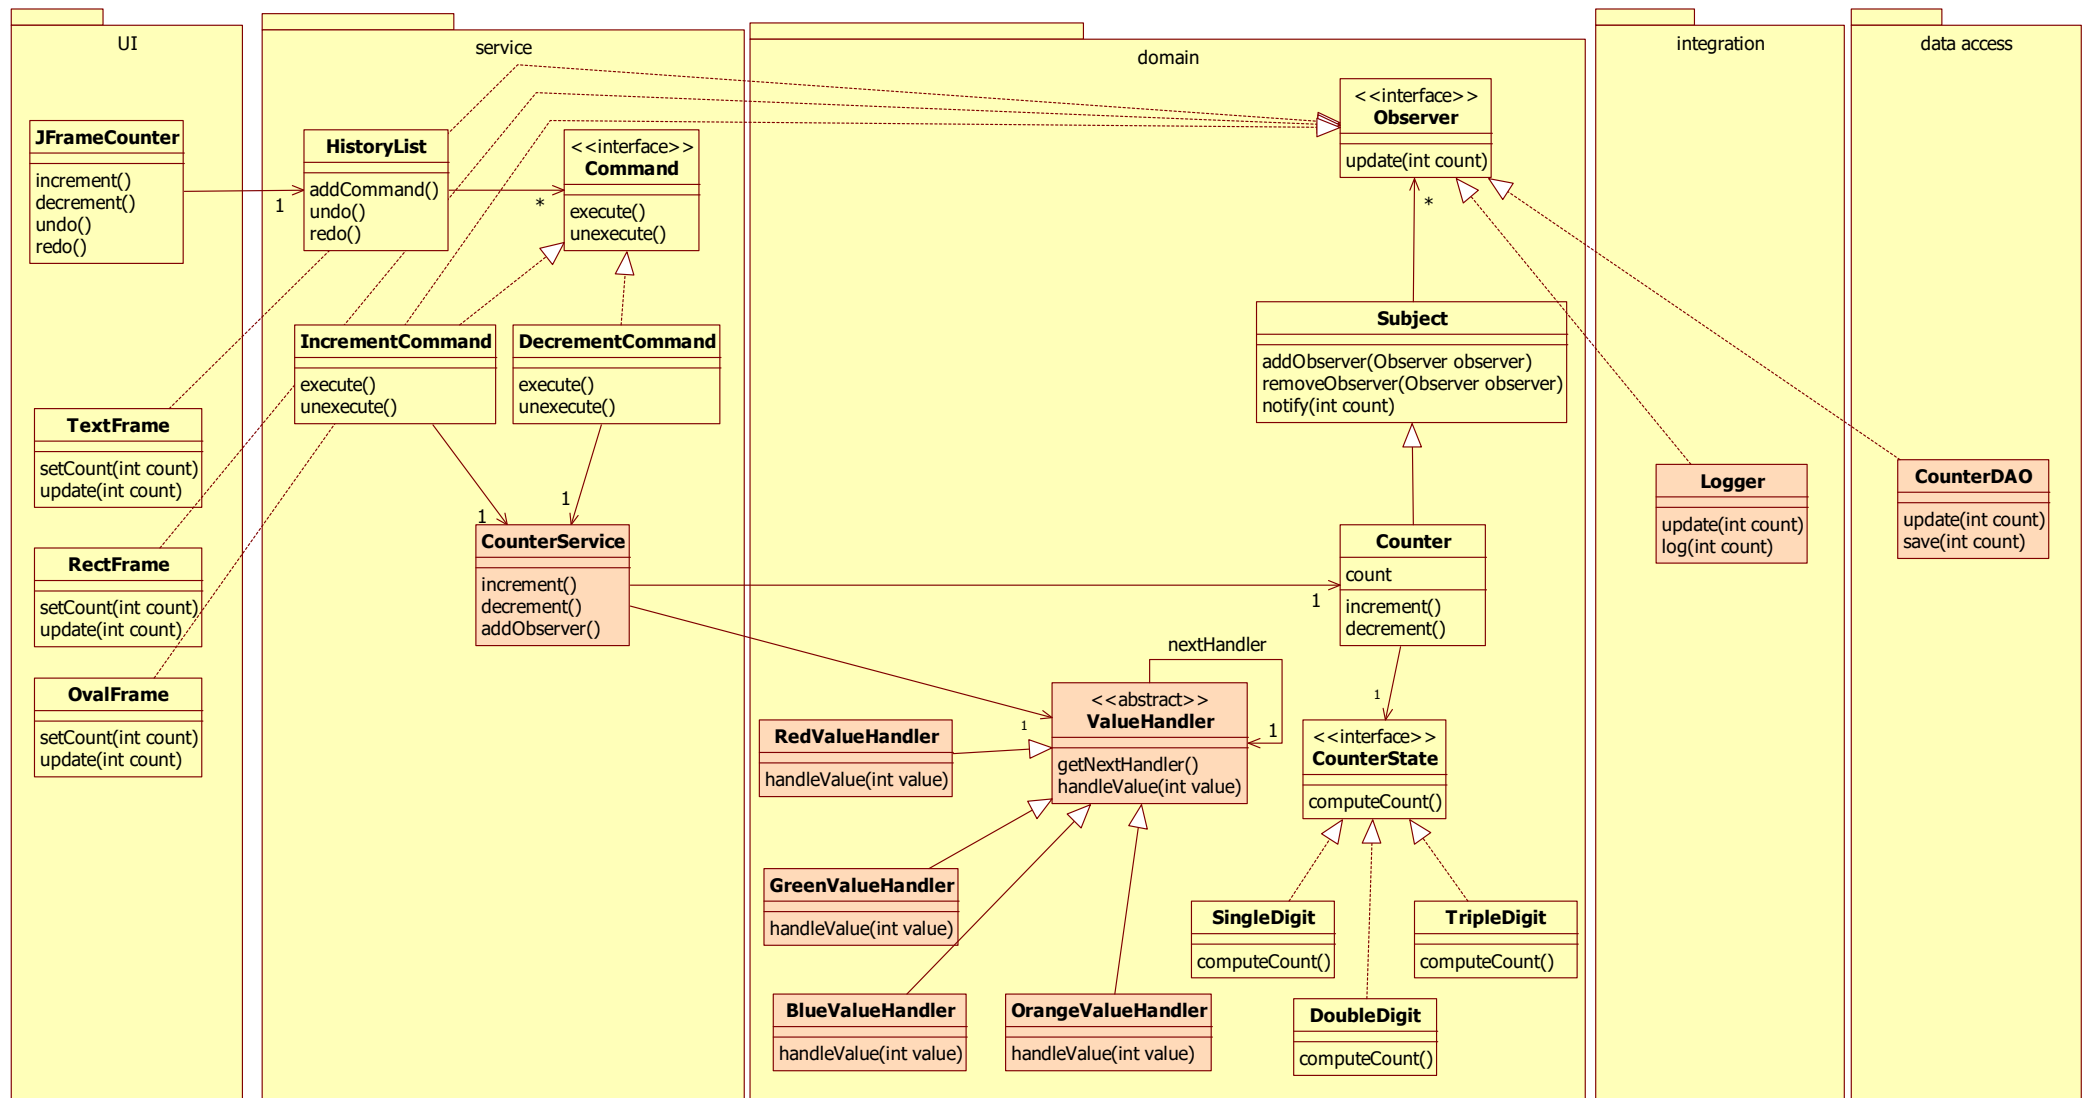 UI
JFrameCounter
increment()
decrement()
undo()
redo()
1
TextFrame
setCount(int count)
update(int count)
RectFrame
setCount(int count)
update(int count)
OvalFrame
setCount(int count)
update(int count)
service
HistoryList
addCommand()
undo()
redo()
*
<<interface>>
Command
execute()
unexecute()
IncrementCommand
execute()
unexecute()
DecrementCommand
execute()
unexecute()
1
1
CounterService
increment()
decrement()
addObserver()
domain
<<interface>>
Observer
update(int count)
*
Subject
addObserver(Observer observer)
removeObserver(Observer observer)
notify(int count)
Counter
count
increment()
decrement()
1
nextHandler
1
<<abstract>>
ValueHandler
getNextHandler()
handleValue(int value)
1
RedValueHandler
handleValue(int value)
GreenValueHandler
handleValue(int value)
BlueValueHandler
handleValue(int value)
OrangeValueHandler
handleValue(int value)
1
<<interface>>
CounterState
computeCount()
SingleDigit
computeCount()
TripleDigit
computeCount()
DoubleDigit
computeCount()
integration
Logger
update(int count)
log(int count)
data access
CounterDAO
update(int count)
save(int count)